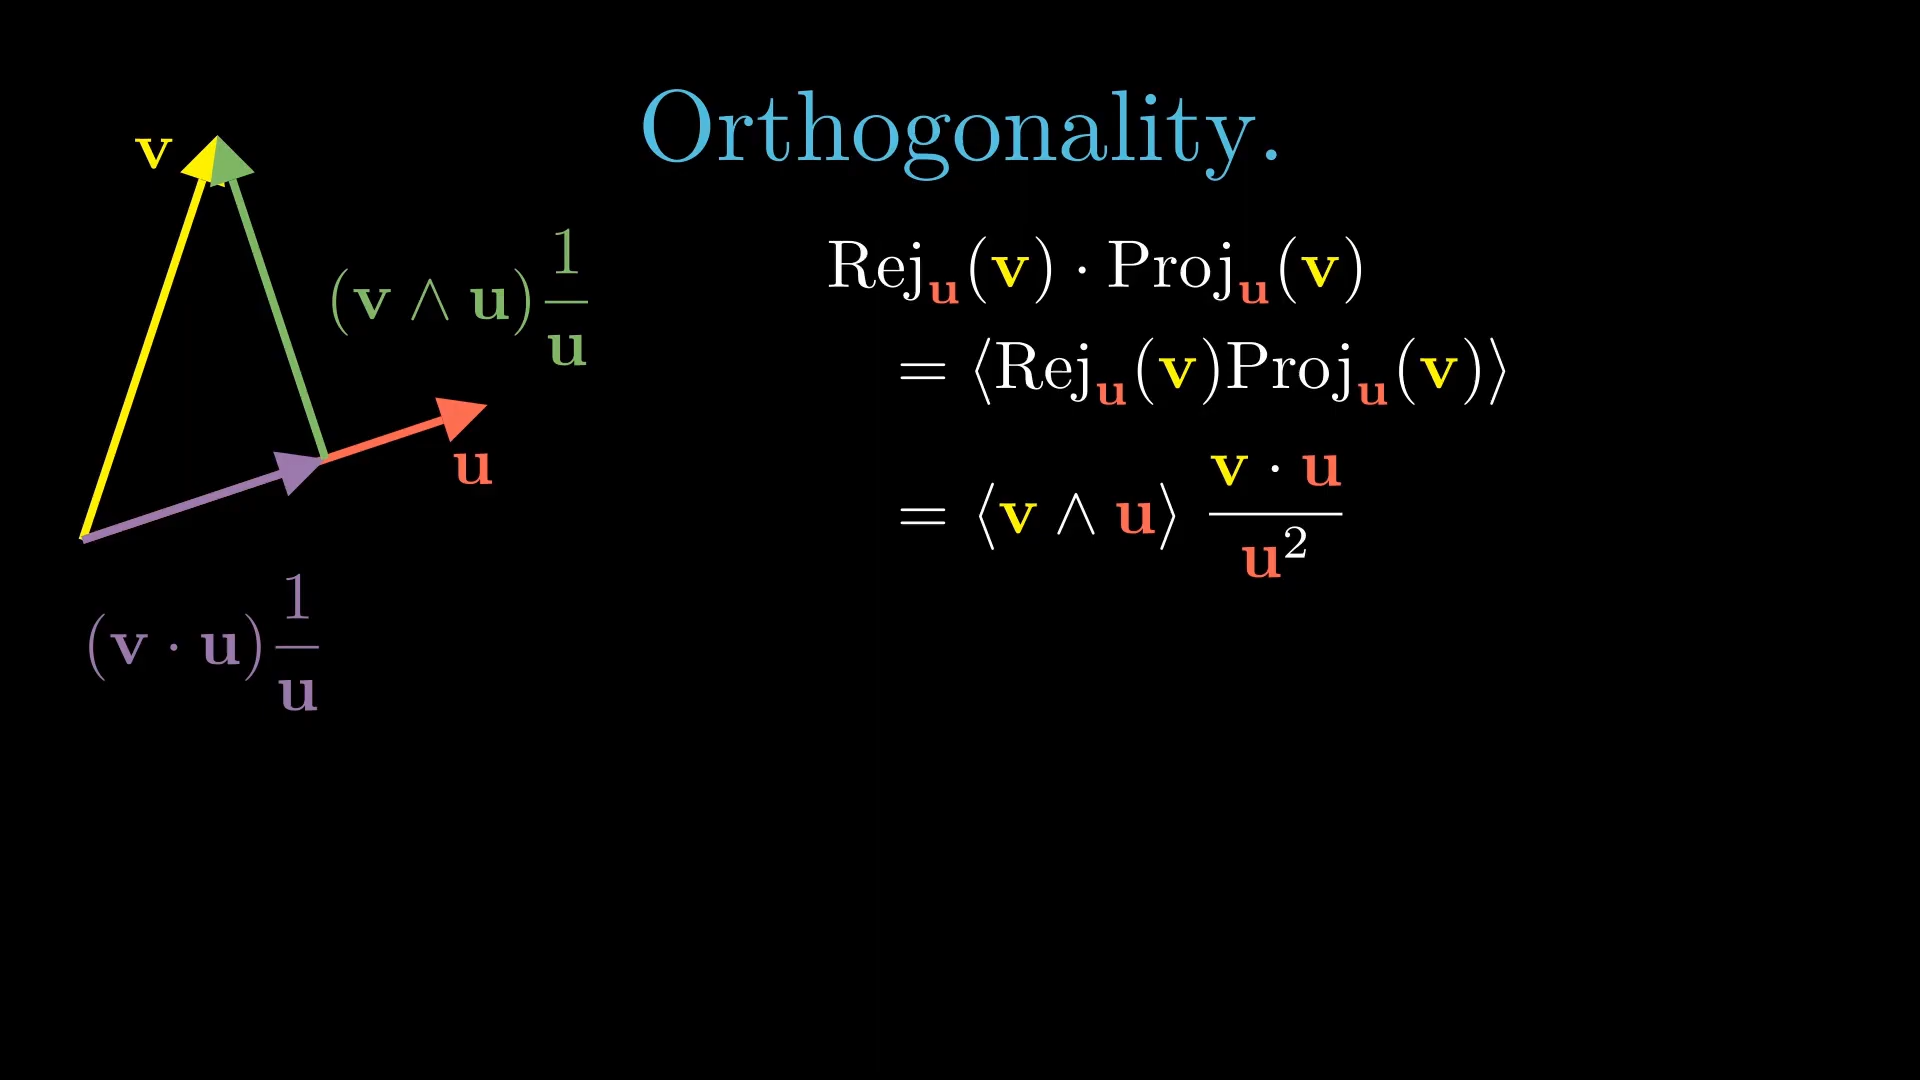 Orthogonality.
v
(v ∧ u) 1/u
u
(v · u) 1/u
Rej_u(v) · Proj_u(v)
= ⟨Rej_u(v)Proj_u(v)⟩
= ⟨v ∧ u⟩ (v · u)/u²